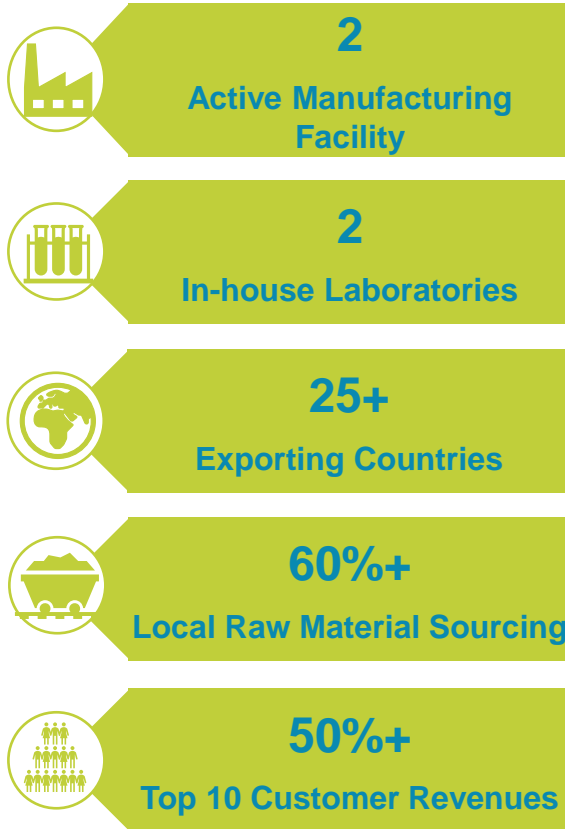 2
Active Manufacturing
Facility
2
In-house Laboratories
25+
Exporting Countries
60%+
Local Raw Material Sourcing
50%+
Top 10 Customer Revenues